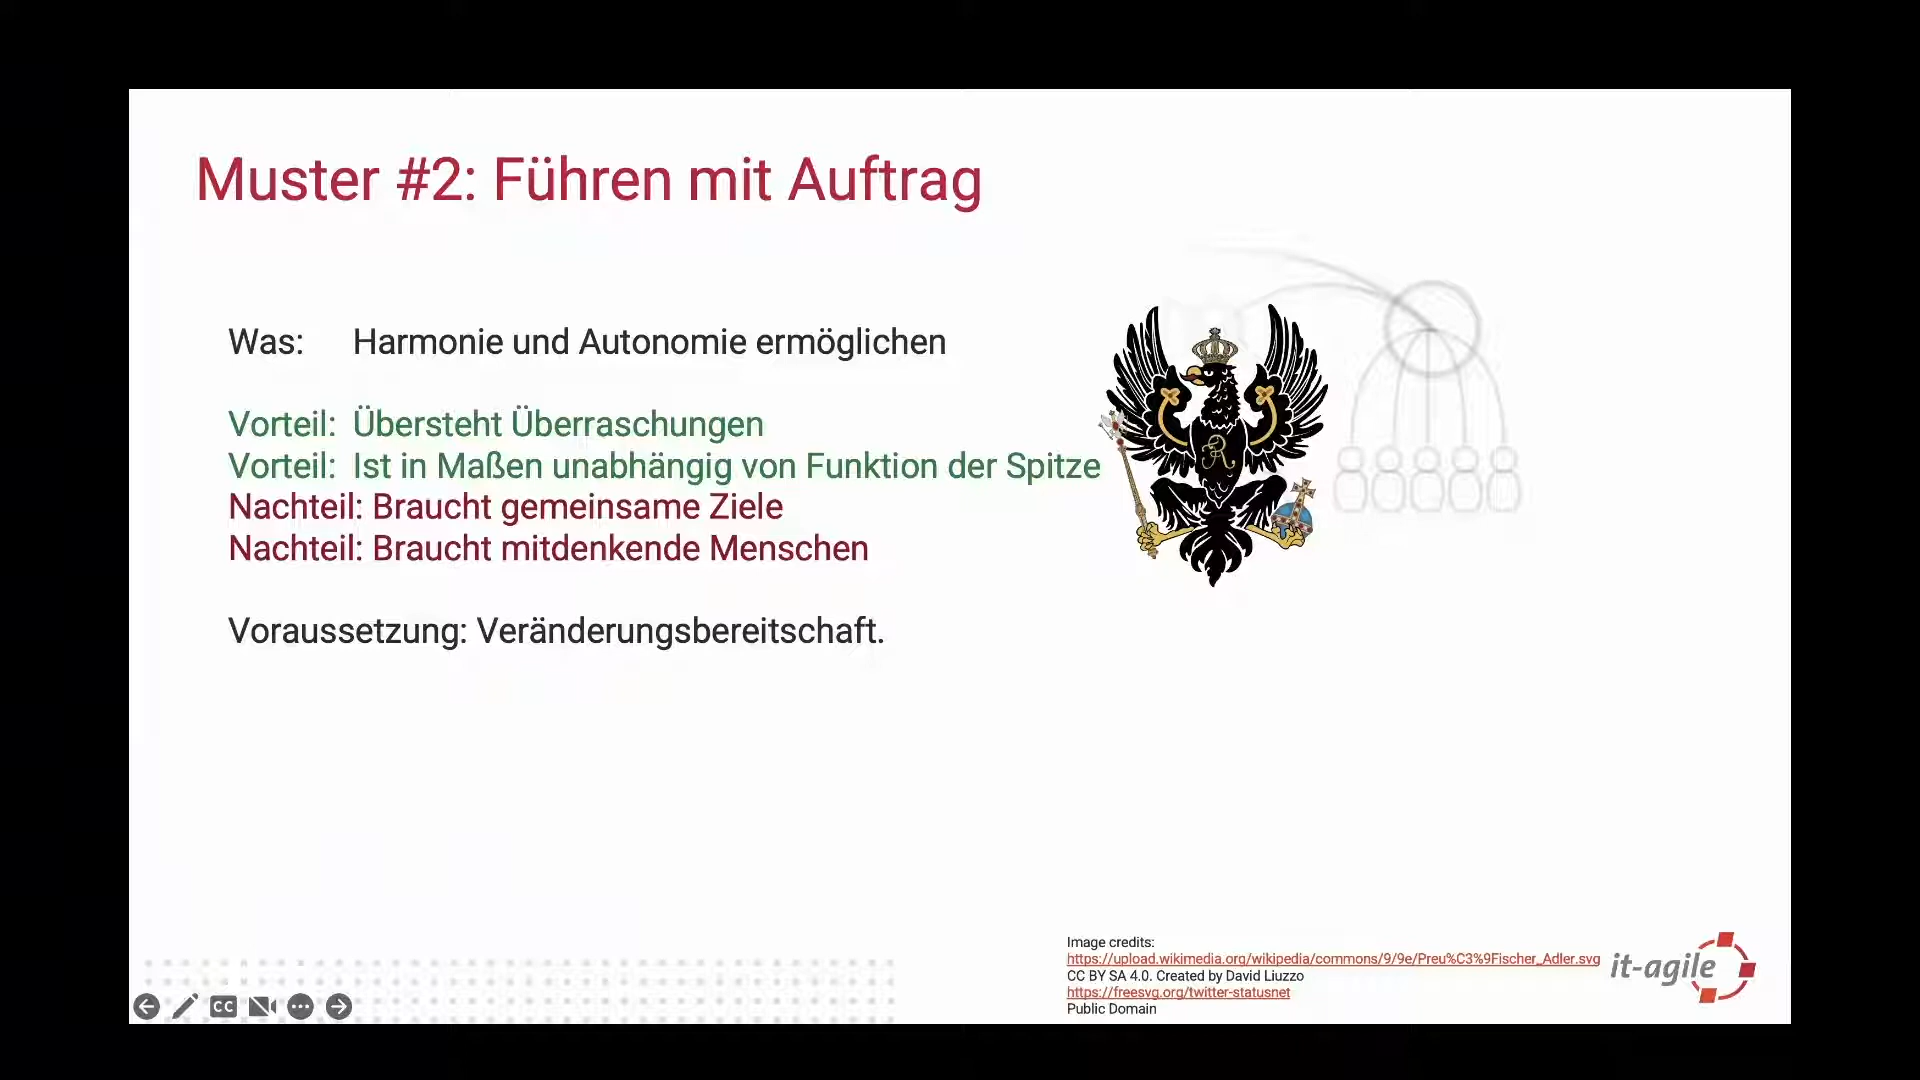 Muster #2: Führen mit Auftrag
Was: Harmonie und Autonomie ermöglichen
Vorteil: Übersteht Überraschungen
Vorteil: Ist in Maßen unabhängig von Funktion der Spitze
Nachteil: Braucht gemeinsame Ziele
Nachteil: Braucht mitdenkende Menschen
Voraussetzung: Veränderungsbereitschaft.
Image credits:
https://upload.wikimedia.org/wikipedia/commons/9/9e/Preu%C3%9Fischer_Adler.svg
CC BY SA 4.0. Created by David Liuzzo
https://freesvg.org/twitter-statusnet
Public Domain
it-agile
CC